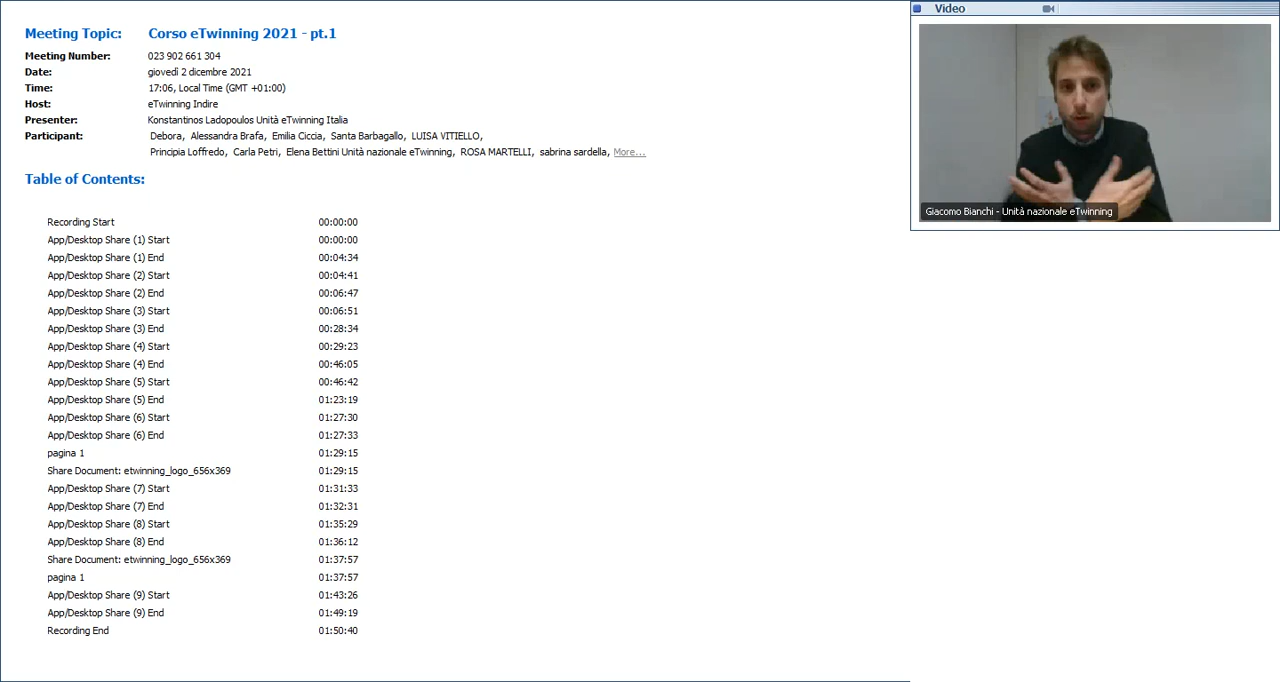 Meeting Topic: Corso eTwinning 2021 - pt.1
Meeting Number: 023 902 661 304
Date: giovedì 2 dicembre 2021
Time: 17:06, Local Time (GMT +01:00)
Host: eTwinning Indire
Presenter: Konstantinos Ladopoulos Unità eTwinning Italia
Participant: Debora, Alessandra Brafa, Emilia Ciccia, Santa Barbagallo, LUISA VITIELLO,
Principia Loffredo, Carla Petri, Elena Bettini Unità nazionale eTwinning, ROSA MARTELLI, sabrina sardella, More...
Table of Contents:
Recording Start 00:00:00
App/Desktop Share (1) Start 00:00:00
App/Desktop Share (1) End 00:04:34
App/Desktop Share (2) Start 00:04:41
App/Desktop Share (2) End 00:06:47
App/Desktop Share (3) Start 00:06:51
App/Desktop Share (3) End 00:28:34
App/Desktop Share (4) Start 00:29:23
App/Desktop Share (4) End 00:46:05
App/Desktop Share (5) Start 00:46:42
App/Desktop Share (5) End 01:23:19
App/Desktop Share (6) Start 01:27:30
App/Desktop Share (6) End 01:27:33
pagina 1 01:29:15
Share Document: etwinning_logo_656x369 01:29:15
App/Desktop Share (7) Start 01:31:33
App/Desktop Share (7) End 01:32:31
App/Desktop Share (8) Start 01:35:29
App/Desktop Share (8) End 01:36:12
Share Document: etwinning_logo_656x369 01:37:57
pagina 1 01:37:57
App/Desktop Share (9) Start 01:43:26
App/Desktop Share (9) End 01:49:19
Recording End 01:50:40
Video
Giacomo Bianchi - Unità nazionale eTwinning